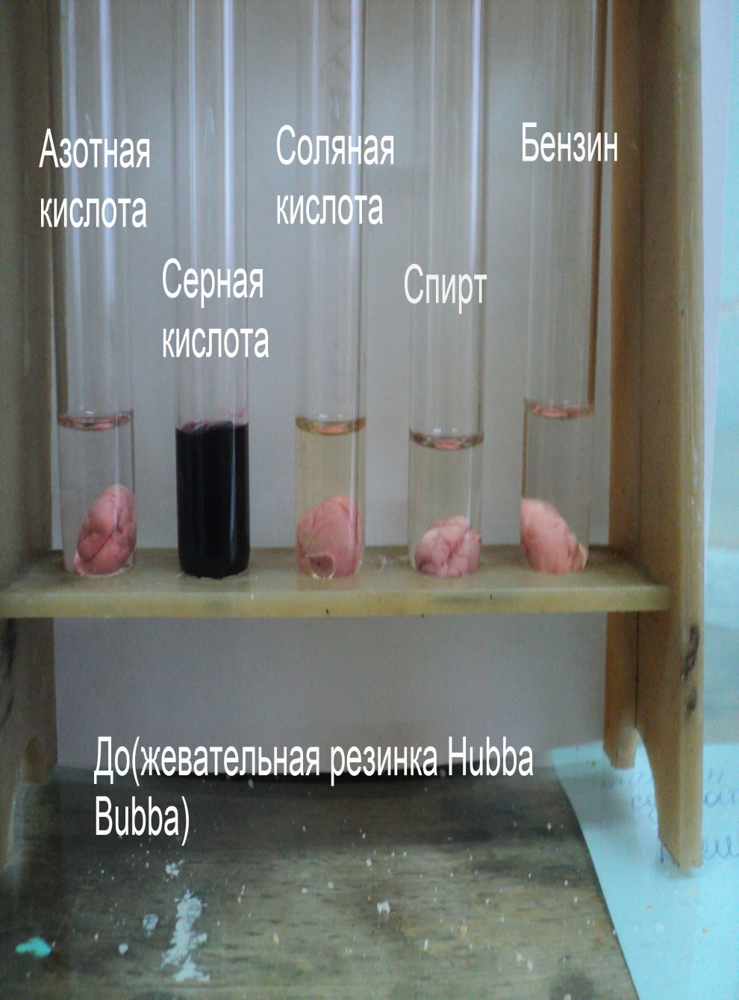 Азотная
кислота
Серная
кислота
Соляная
кислота
Спирт
Бензин
До(жевательная резинка Hubba
Bubba)